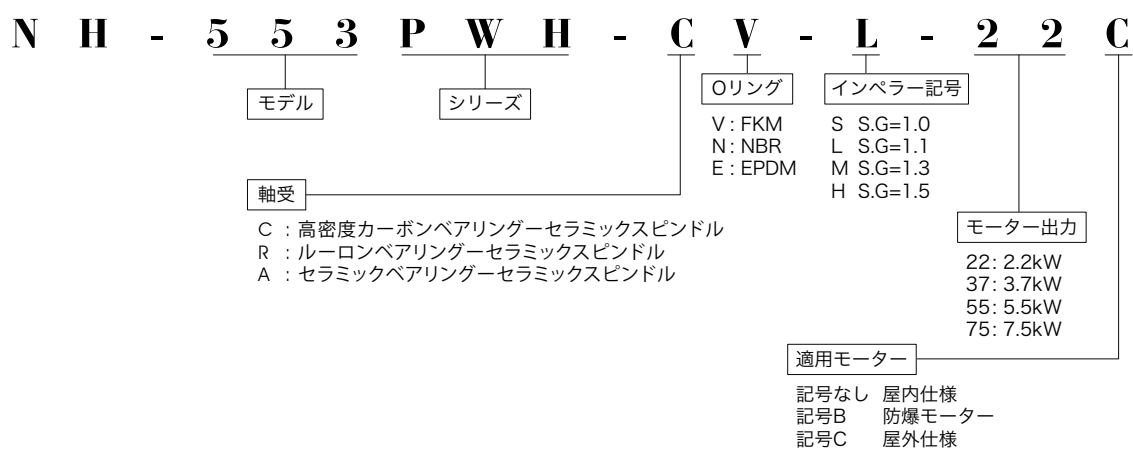 NH-553PWH-CV-L-22C
モデル
シリーズ
Oリング
V : FKM
N : NBR
E : EPDM
インペラー記号
S S.G=1.0
L S.G=1.1
M S.G=1.3
H S.G=1.5
軸受
C : 高密度カーボンベアリングーセラミックスピンドル
R : ルーロンベアリングーセラミックスピンドル
A : セラミックベアリングーセラミックスピンドル
モーター出力
22: 2.2kW
37: 3.7kW
55: 5.5kW
75: 7.5kW
適用モーター
記号なし 屋内仕様
記号B 防爆モーター
記号C 屋外仕様